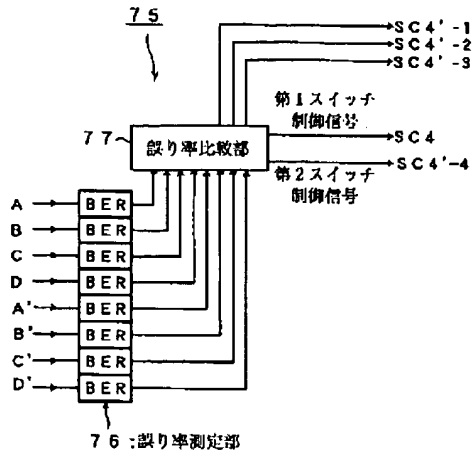 75
SC4'-1
SC4'-2
SC4'-3
第1スイッチ
制御信号
77
誤り率比較部
SC4
SC4'-4
第2スイッチ
制御信号
A BER
B BER
C BER
D BER
A' BER
B' BER
C' BER
D' BER
76:誤り率測定部